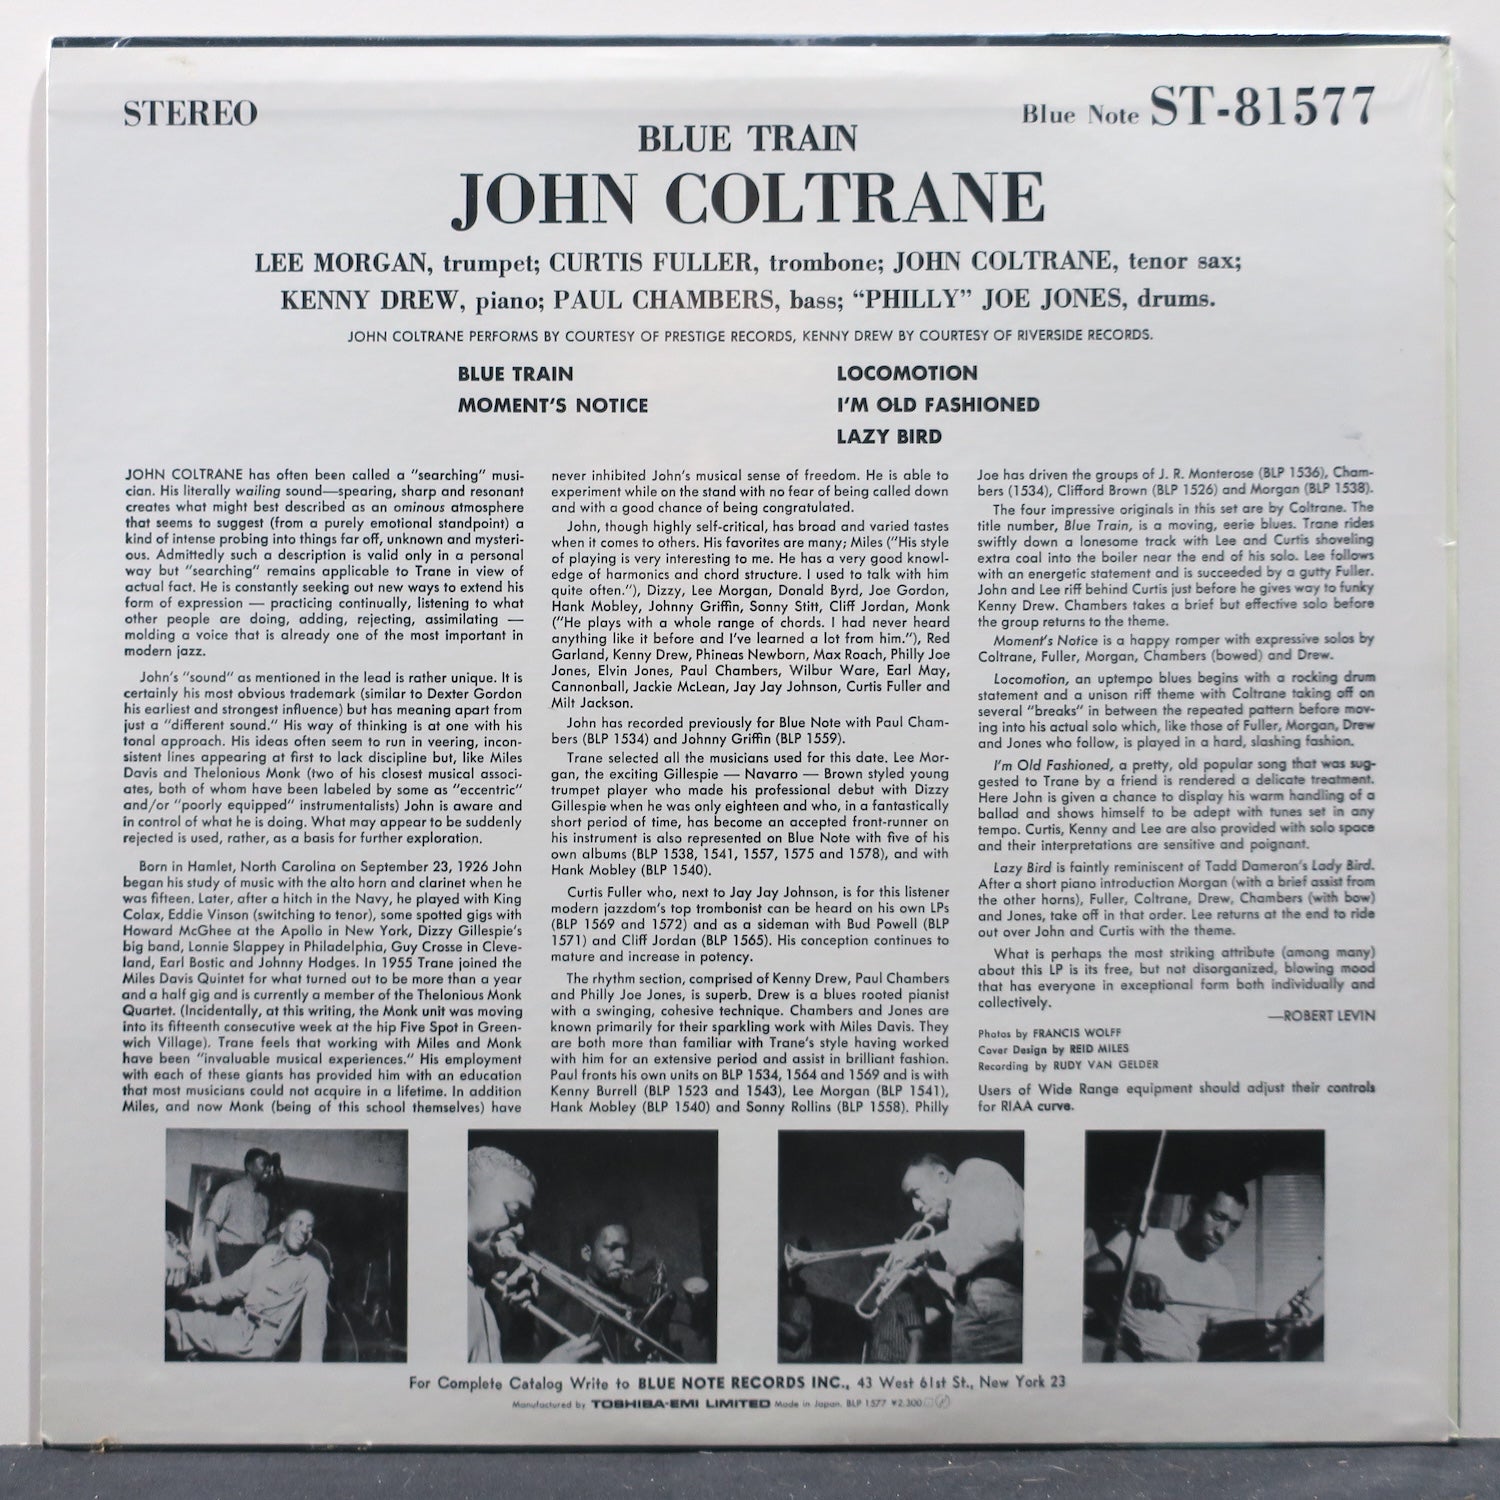 STEREO
Blue Note ST-81577
BLUE TRAIN
JOHN COLTRANE
LEE MORGAN, trumpet; CURTIS FULLER, trombone; JOHN COLTRANE, tenor sax;
KENNY DREW, piano; PAUL CHAMBERS, bass; “PHILLY” JOE JONES, drums.
JOHN COLTRANE PERFORMS BY COURTESY OF PRESTIGE RECORDS, KENNY DREW BY COURTESY OF RIVERSIDE RECORDS.
BLUE TRAIN
MOMENT'S NOTICE
LOCOMOTION
I'M OLD FASHIONED
LAZY BIRD
JOHN COLTRANE has often been called a "searching" musi-
cian. His literally wailing sound—spearing, sharp and resonant
creates what might best described as an ominous atmosphere
that seems to suggest (from a purely emotional standpoint) a
kind of intense probing into things far off, unknown and mysteri-
ous. Admittedly such a description is valid only in a personal
way but "searching" remains applicable to Trane in view of
actual fact. He is constantly seeking out new ways to extend his
form of expression — practicing continually, listening to what
other people are doing, adding, rejecting, assimilating —
molding a voice that is already one of the most important in
modern jazz.
John's "sound" as mentioned in the lead is rather unique. It is
certainly his most obvious trademark (similar to Dexter Gordon
his earliest and strongest influence) but has meaning apart from
just a "different sound." His way of thinking is at one with his
tonal approach. His ideas often seem to run in veering, incon-
sistent lines appearing at first to lack discipline but, like Miles
Davis and Thelonious Monk (two of his closest musical associ-
ates, both of whom have been labeled by some as "eccentric"
and/or "poorly equipped" instrumentalists) John is aware and
in control of what he is doing. What may appear to be suddenly
rejected is used, rather, as a basis for further exploration.
Born in Hamlet, North Carolina on September 23, 1926 John
began his study of music with the alto horn and clarinet when he
was fifteen. Later, after a hitch in the Navy, he played with King
Colax, Eddie Vinson (switching to tenor), some spotted gigs with
Howard McGhee at the Apollo in New York, Dizzy Gillespie's
big band, Lonnie Slappey in Philadelphia, Guy Crosse in Cleve-
land, Earl Bostic and Johnny Hodges. In 1955 Trane joined the
Miles Davis Quintet for what turned out to be more than a year
and a half gig and is currently a member of the Thelonious Monk
Quartet. (Incidentally, at this writing, the Monk unit was moving
into its fifteenth consecutive week at the hip Five Spot in Green-
wich Village). Trane feels that working with Miles and Monk
have been "invaluable musical experiences." His employment
with each of these giants has provided him with an education
that most musicians could not acquire in a lifetime. In addition
Miles, and now Monk (being of this school themselves) have
never inhibited John's musical sense of freedom. He is able to
experiment while on the stand with no fear of being called down
and with a good chance of being congratulated.
John, though highly self-critical, has broad and varied tastes
when it comes to others. His favorites are many; Miles ("His style
of playing is very interesting to me. He has a very good knowl-
edge of harmonics and chord structure. I used to talk with him
quite often."), Dizzy, Lee Morgan, Donald Byrd, Joe Gordon,
Hank Mobley, Johnny Griffin, Sonny Stitt, Cliff Jordan, Monk
("He plays with a whole range of chords. I had never heard
anything like it before and I've learned a lot from him."), Red
Garland, Kenny Drew, Phineas Newborn, Max Roach, Philly Joe
Jones, Elvin Jones, Paul Chambers, Wilbur Ware, Earl May,
Cannonball, Jackie McLean, Jay Jay Johnson, Curtis Fuller and
Milt Jackson.
John has recorded previously for Blue Note with Paul Cham-
bers (BLP 1534) and Johnny Griffin (BLP 1559).
Trane selected all the musicians used for this date. Lee Mor-
gan, the exciting Gillespie — Navarro — Brown styled young
trumpet player who made his professional debut with Dizzy
Gillespie when he was only eighteen and who, in a fantastically
short period of time, has become an accepted front-runner on
his instrument is also represented on Blue Note with five of his
own albums (BLP 1538, 1541, 1557, 1575 and 1578), and with
Hank Mobley (BLP 1540).
Curtis Fuller who, next to Jay Jay Johnson, is for this listener
modern jazzdom's top trombonist can be heard on his own LPs
(BLP 1569 and 1572) and as a sideman with Bud Powell (BLP
1571) and Cliff Jordan (BLP 1565). His conception continues to
mature and increase in potency.
The rhythm section, comprised of Kenny Drew, Paul Chambers
and Philly Joe Jones, is superb. Drew is a blues rooted pianist
with a swinging, cohesive technique. Chambers and Jones are
known primarily for their sparkling work with Miles Davis. They
are both more than familiar with Trane's style having worked
with him for an extensive period and assist in brilliant fashion.
Paul fronts his own units on BLP 1534, 1564 and 1569 and is with
Kenny Burrell (BLP 1523 and 1543), Lee Morgan (BLP 1541),
Hank Mobley (BLP 1540) and Sonny Rollins (BLP 1558). Philly
Joe has driven the groups of J. R. Monterose (BLP 1536), Cham-
bers (1534), Clifford Brown (BLP 1526) and Morgan (BLP 1538).
The four impressive originals in this set are by Coltrane. The
title number, Blue Train, is a moving, eerie blues. Trane rides
swiftly down a lonesome track with Lee and Curtis shoveling
extra coal into the boiler near the end of his solo. Lee follows
with an energetic statement and is succeeded by a gutty Fuller.
John and Lee riff behind Curtis just before he gives way to funky
Kenny Drew. Chambers takes a brief but effective solo before
the group returns to the theme.
Moment's Notice is a happy romper with expressive solos by
Coltrane, Fuller, Morgan, Chambers (bowed) and Drew.
Locomotion, an uptempo blues begins with a rocking drum
statement and a unison riff theme with Coltrane taking off on
several "breaks" in between the repeated pattern before mov-
ing into his actual solo which, like those of Fuller, Morgan, Drew
and Jones who follow, is played in a hard, slashing fashion.
I'm Old Fashioned, a pretty, old popular song that was sug-
gested to Trane by a friend is rendered a delicate treatment.
Here John is given a chance to display his warm handling of a
ballad and shows himself to be adept with tunes set in any
tempo. Curtis, Kenny and Lee are also provided with solo space
and their interpretations are sensitive and poignant.
Lazy Bird is faintly reminiscent of Tadd Dameron's Lady Bird.
After a short piano introduction Morgan (with a brief assist from
the other horns), Fuller, Coltrane, Drew, Chambers (with bow)
and Jones, take off in that order. Lee returns at the end to ride
out over John and Curtis with the theme.
What is perhaps the most striking attribute (among many)
about this LP is its free, but not disorganized, blowing mood
that has everyone in exceptional form both individually and
collectively.
—ROBERT LEVIN
Photos by FRANCIS WOLFF
Cover Design by REID MILES
Recording by RUDY VAN GELDER
Users of Wide Range equipment should adjust their controls
for RIAA curve.
For Complete Catalog Write to BLUE NOTE RECORDS INC., 43 West 61st St., New York 23
Manufactured by TOSHIBA-EMI LIMITED Made in Japan. BLP 1577 ¥2,300